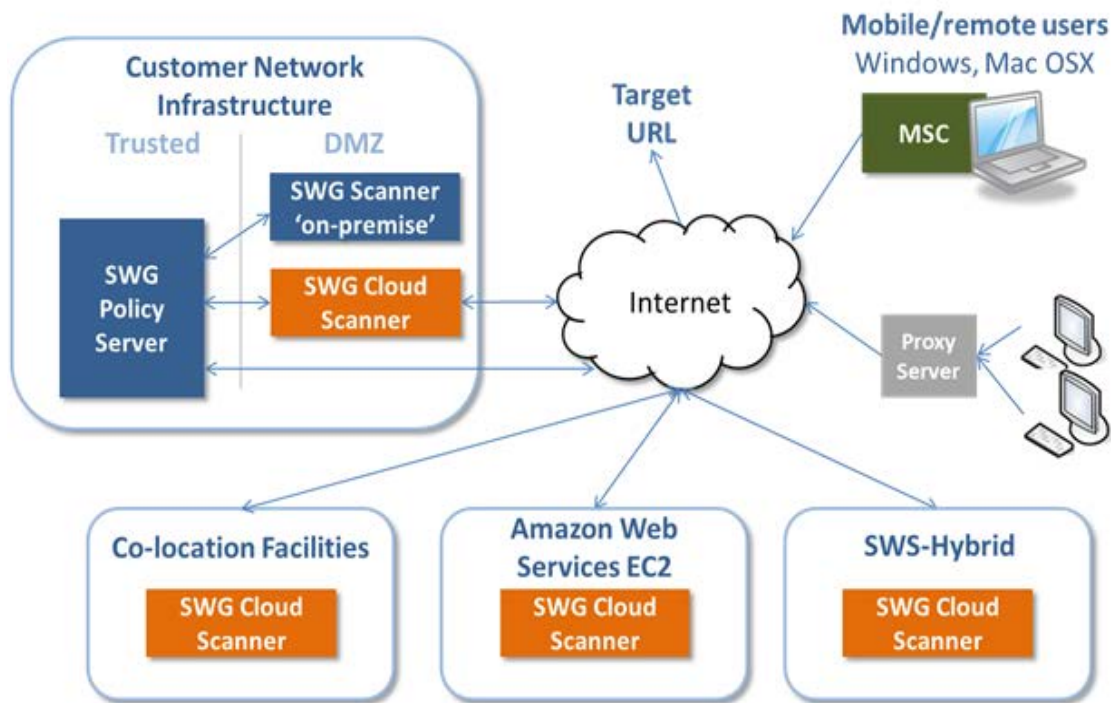 Customer Network
Infrastructure
Trusted
DMZ
SWG Scanner
‘on-premise’
SWG
Policy
Server
SWG Cloud
Scanner
Target
URL
Internet
Mobile/remote users
Windows, Mac OSX
MSC
Proxy
Server
Co-location Facilities
SWG Cloud
Scanner
Amazon Web
Services EC2
SWG Cloud
Scanner
SWS-Hybrid
SWG Cloud
Scanner